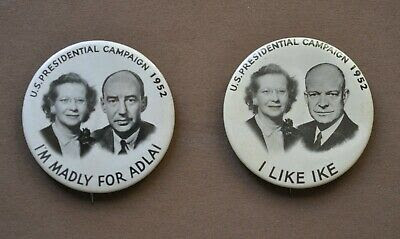 U.S. PRESIDENTIAL CAMPAIGN 1952
I'M MADLY FOR ADLAI
U.S. PRESIDENTIAL CAMPAIGN 1952
I LIKE IKE